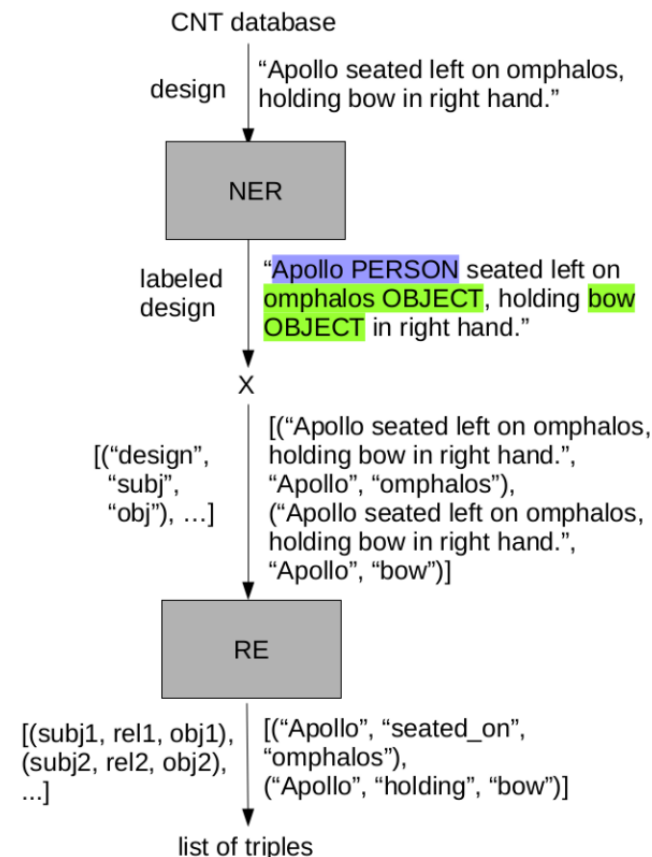 CNT database
design
“Apollo seated left on omphalos,
holding bow in right hand.”
NER
labeled
design
“Apollo PERSON seated left on
omphalos OBJECT, holding bow
OBJECT in right hand.”
X
[(“design”,
“subj”,
“obj”), ...]
[(“Apollo seated left on omphalos,
holding bow in right hand.”,
“Apollo”, “omphalos”),
(“Apollo seated left on omphalos,
holding bow in right hand.”,
“Apollo”, “bow”)]
RE
[(subj1, rel1, obj1),
(subj2, rel2, obj2),
...]
[(“Apollo”, “seated_on”,
“omphalos”),
(“Apollo”, “holding”, “bow”)]
list of triples